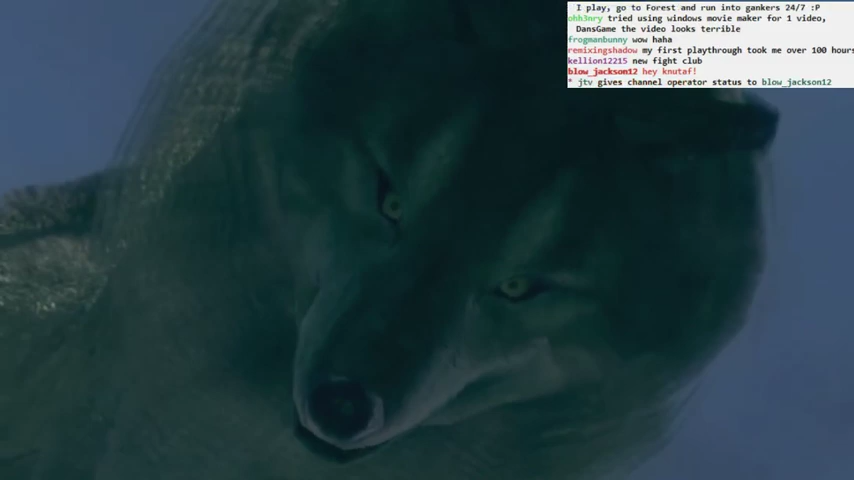 I play, go to Forest and run into gankers 24/7 :P
ohh3nry tried using windows movie maker for 1 video,
DansGame the video looks terrible
frogmanbunny wow haha
remixingshadow my first playthrough took me over 100 hours
kellion12215 new fight club
blow_jackson12 hey knutaf!
* jtv gives channel operator status to blow_jackson12